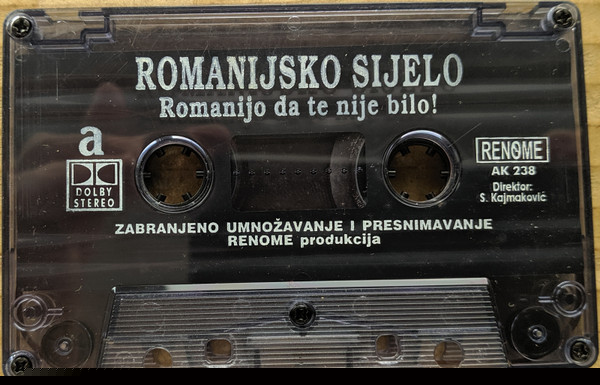 ROMANIJSKO SIJELO
Romanijo da te nije bilo!
a
DOLBY
STEREO
RENOME
AK 238
Direktor:
S. Kajmaković
ZABRANJENO UMNOŽAVANJE I PRESNIMAVANJE
RENOME produkcija